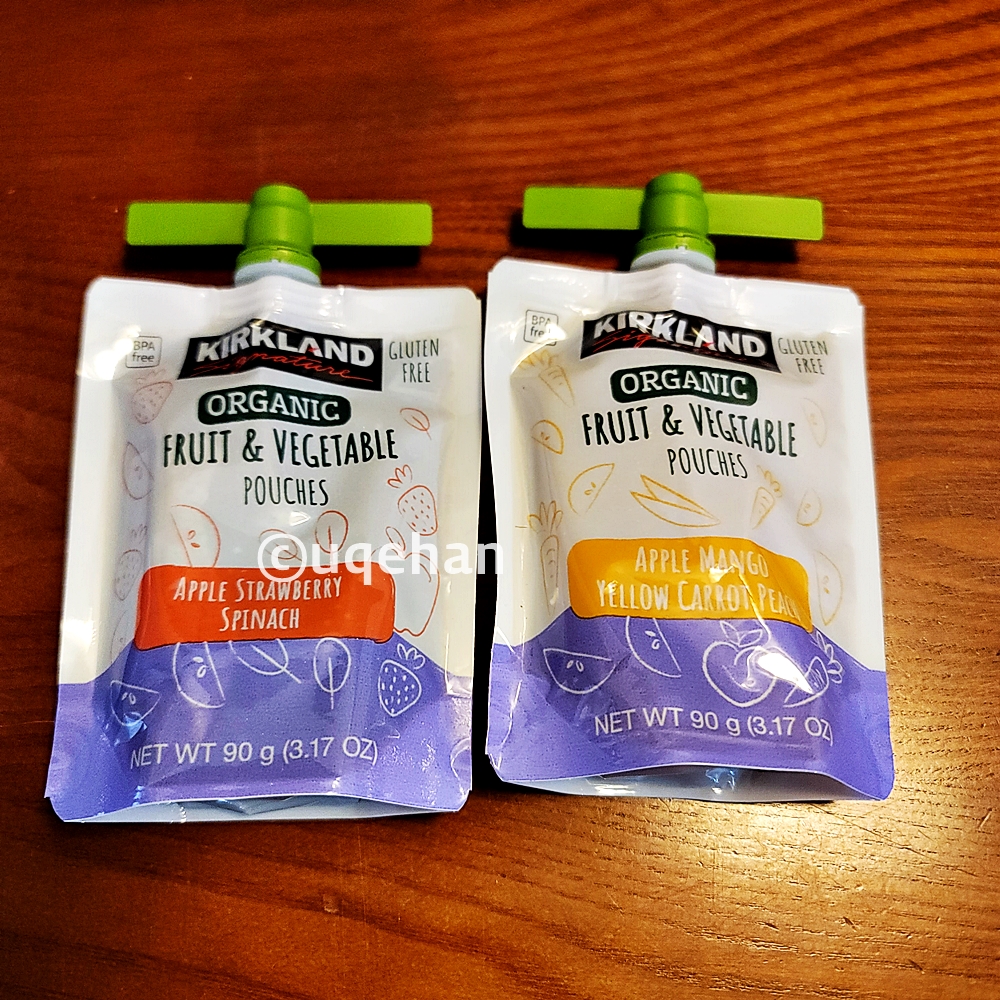 BPA
free
KIRKLAND
Signature
GLUTEN
FREE
ORGANIC
FRUIT & VEGETABLE
POUCHES
APPLE STRAWBERRY
SPINACH
NET WT 90 g (3.17 OZ)
BPA
free
KIRKLAND
Signature
GLUTEN
FREE
ORGANIC
FRUIT & VEGETABLE
POUCHES
APPLE MANGO
YELLOW CARROT PEACH
NET WT 90 g (3.17 OZ)
©uqehan